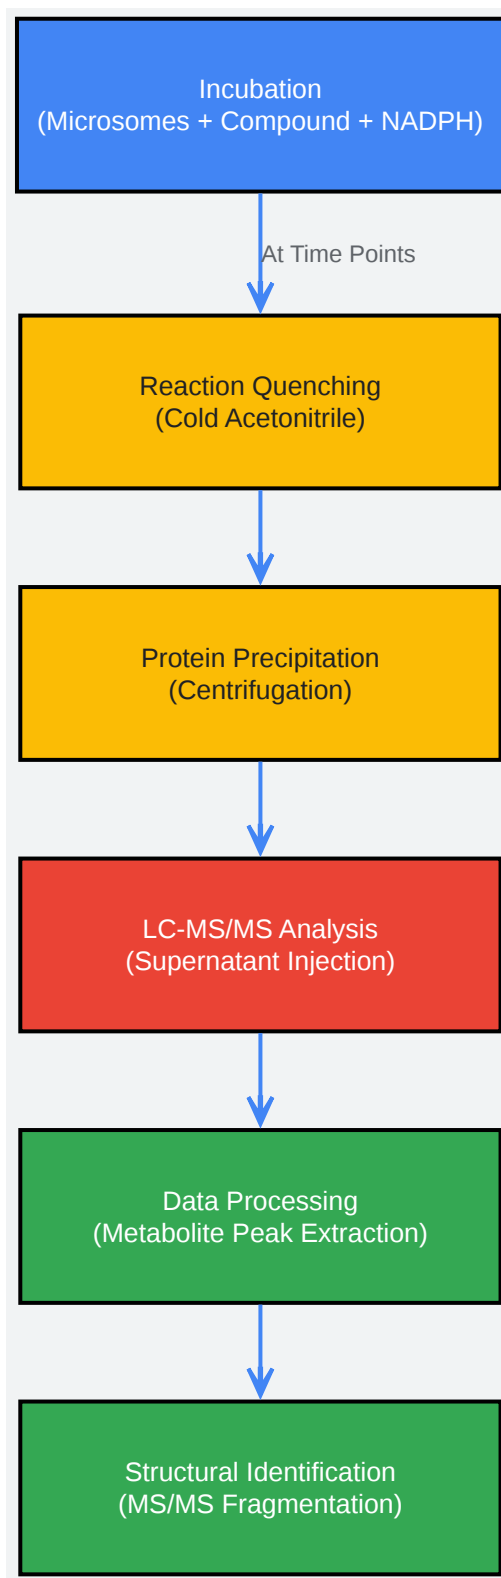 Incubation
(Microsomes + Compound + NADPH)
At Time Points
Reaction Quenching
(Cold Acetonitrile)
Protein Precipitation
(Centrifugation)
LC-MS/MS Analysis
(Supernatant Injection)
Data Processing
(Metabolite Peak Extraction)
Structural Identification
(MS/MS Fragmentation)